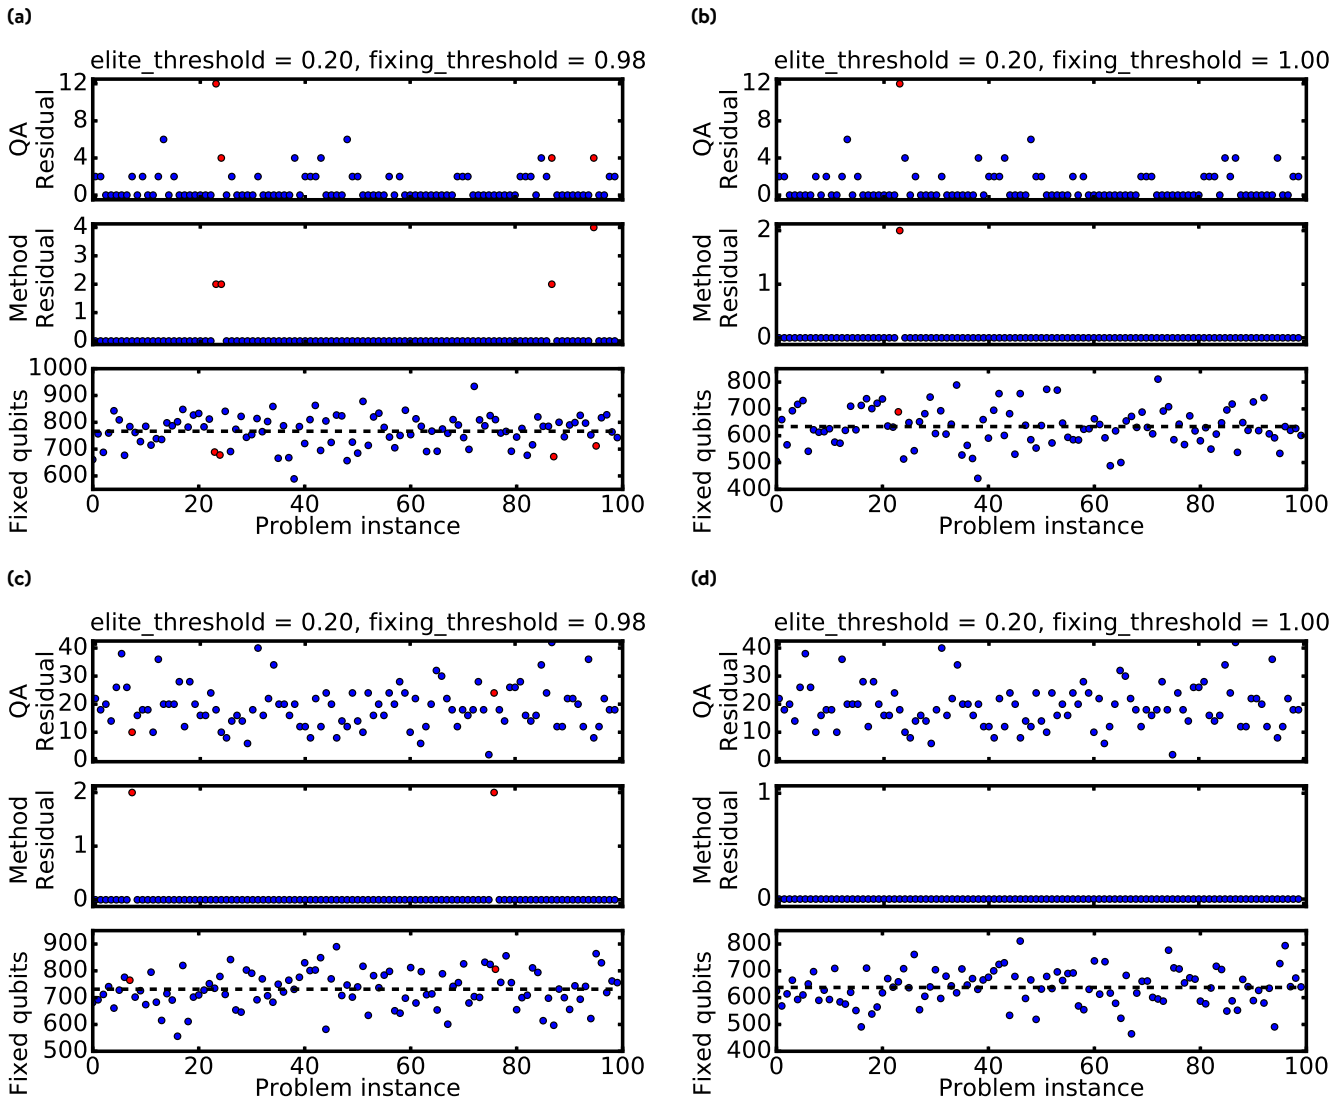 (a)
elite_threshold = 0.20, fixing_threshold = 0.98
QA
Residual
12
8
4
0
Method
Residual
4
3
2
1
0
Fixed qubits
1000
900
800
700
600
0 20 40 60 80 100
Problem instance
(b)
elite_threshold = 0.20, fixing_threshold = 1.00
QA
Residual
12
8
4
0
Method
Residual
2
1
0
Fixed qubits
800
700
600
500
400
0 20 40 60 80 100
Problem instance
(c)
elite_threshold = 0.20, fixing_threshold = 0.98
QA
Residual
40
30
20
10
0
Method
Residual
2
1
0
Fixed qubits
900
800
700
600
500
0 20 40 60 80 100
Problem instance
(d)
elite_threshold = 0.20, fixing_threshold = 1.00
QA
Residual
40
30
20
10
0
Method
Residual
1
0
Fixed qubits
800
700
600
500
400
0 20 40 60 80 100
Problem instance